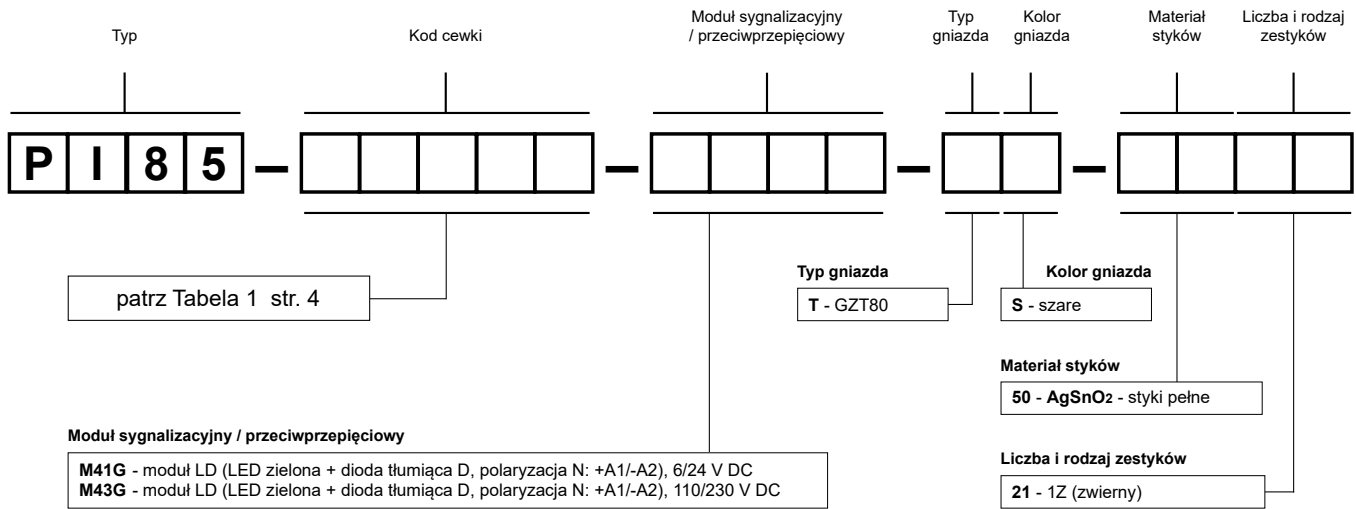 Typ
Kod cewki
Moduł sygnalizacyjny
/ przeciwprzepięciowy
Typ
gniazda
Kolor
gniazda
Materiał
styków
Liczba i rodzaj
zestyków
PI85 – – – –
patrz Tabela 1 str. 4
Typ gniazda
T - GZT80
Kolor gniazda
S - szare
Materiał styków
50 - AgSnO2 - styki pełne
Moduł sygnalizacyjny / przeciwprzepięciowy
M41G - moduł LD (LED zielona + dioda tłumiąca D, polaryzacja N: +A1/-A2), 6/24 V DC
M43G - moduł LD (LED zielona + dioda tłumiąca D, polaryzacja N: +A1/-A2), 110/230 V DC
Liczba i rodzaj zestyków
21 - 1Z (zwierny)